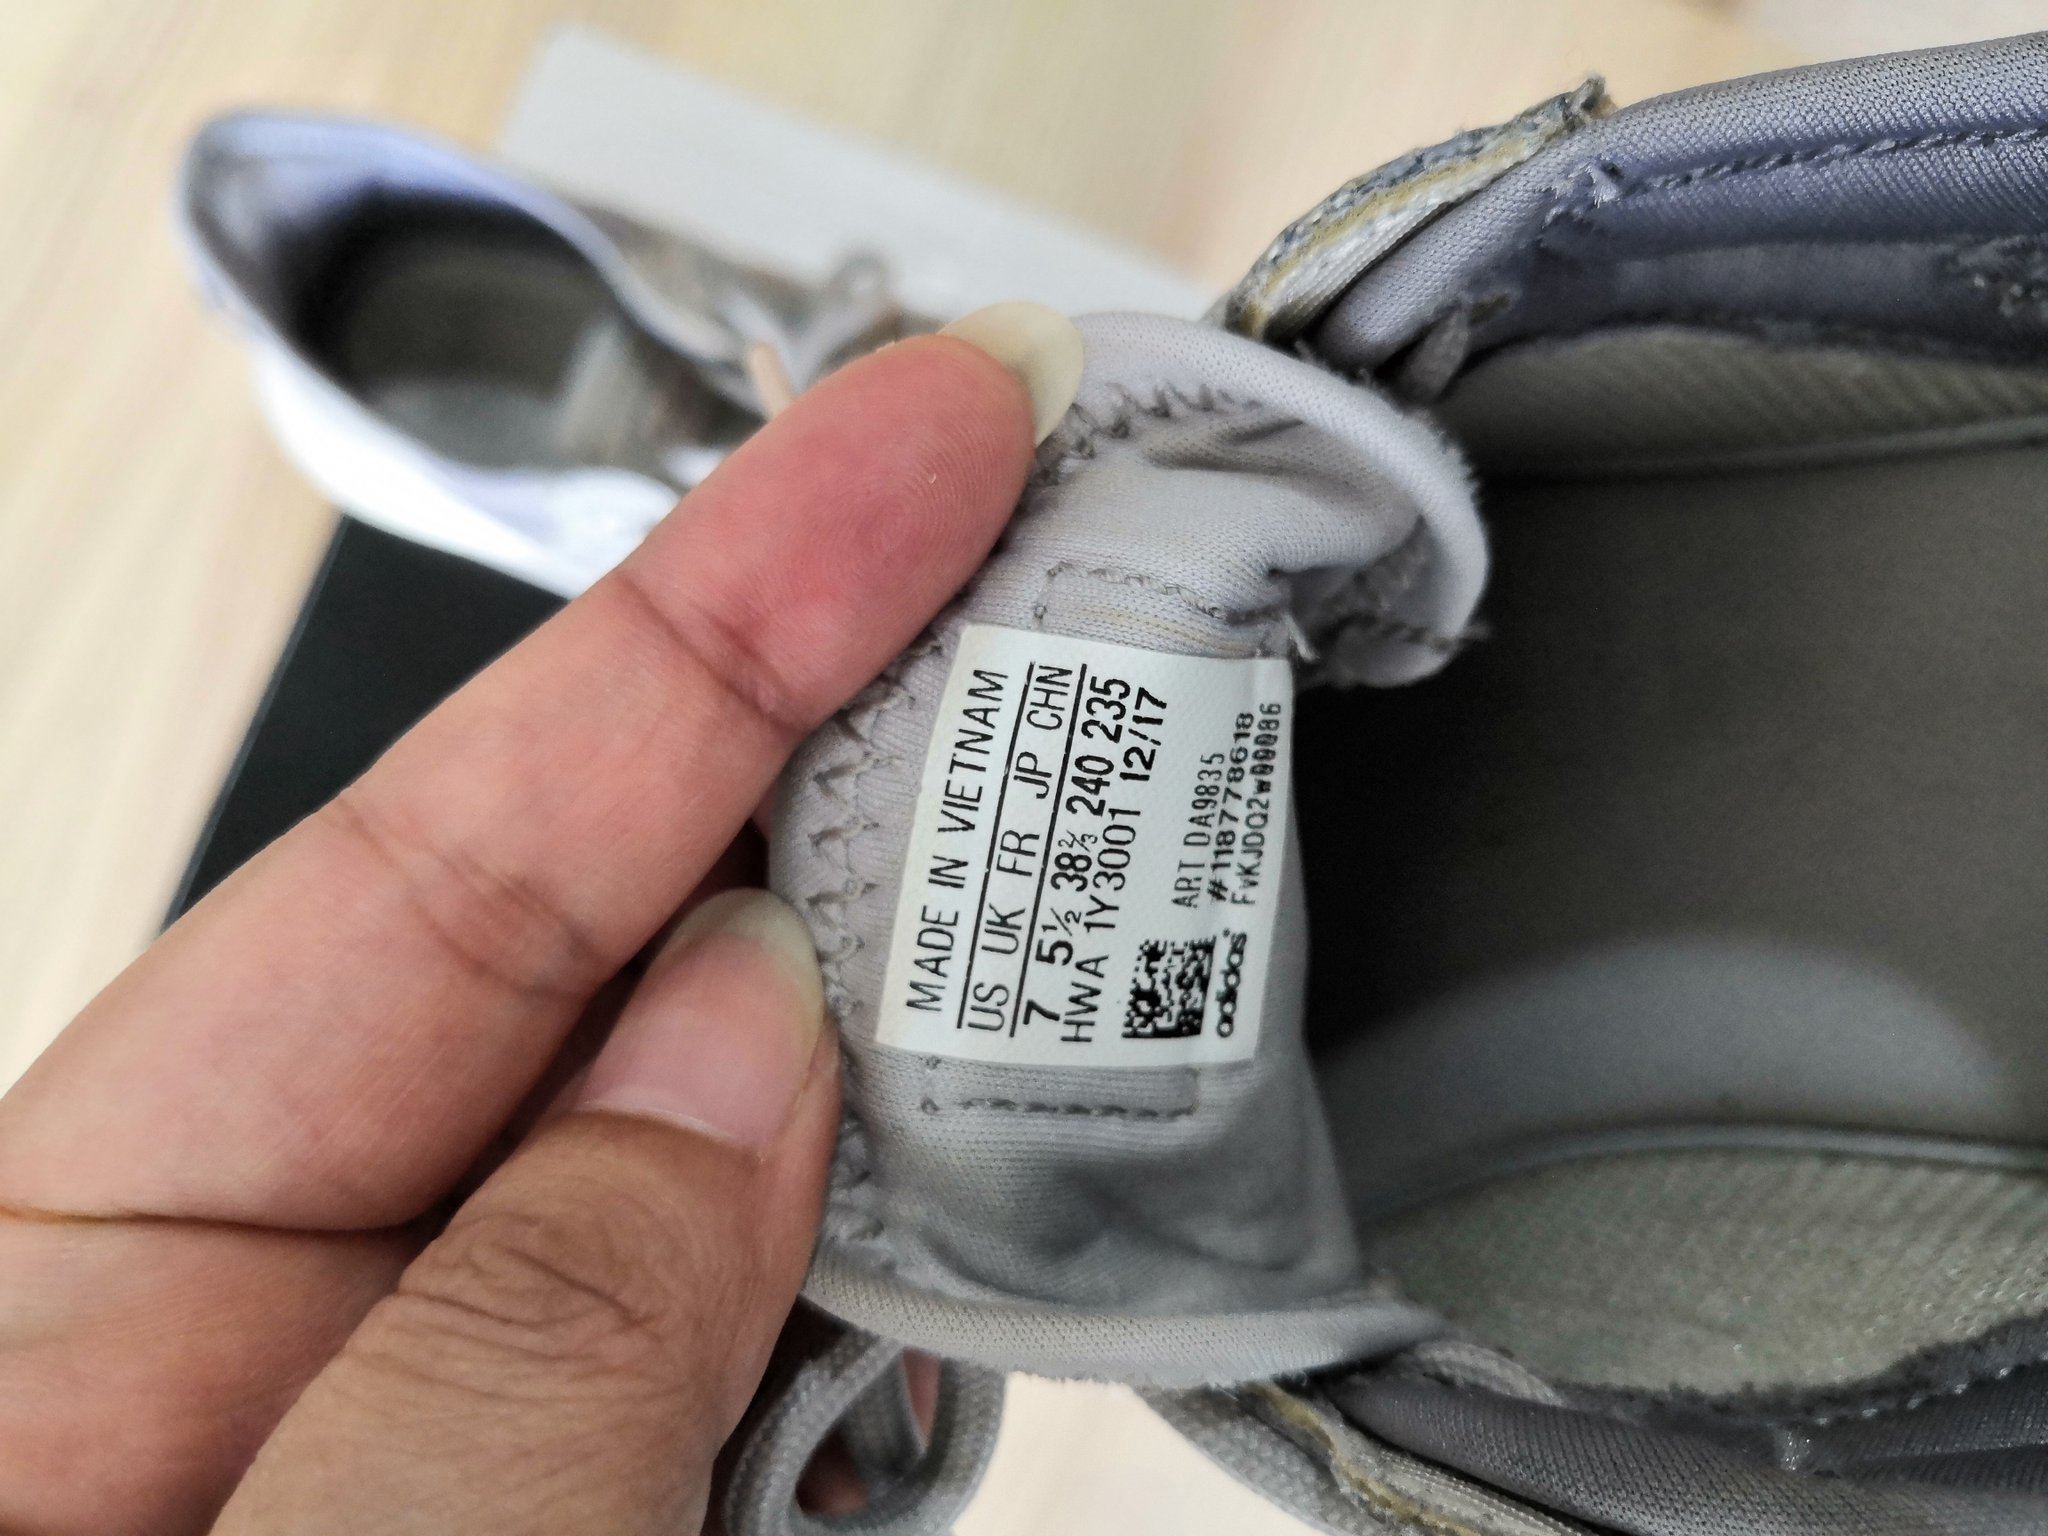 MADE IN VIETNAM
US UK FR JP CHN
7 5½ 38⅔ 240 235
HWA 1Y3001 12/17
ART DA9835
#1187778618
FvKJDQ2w00086
adidas